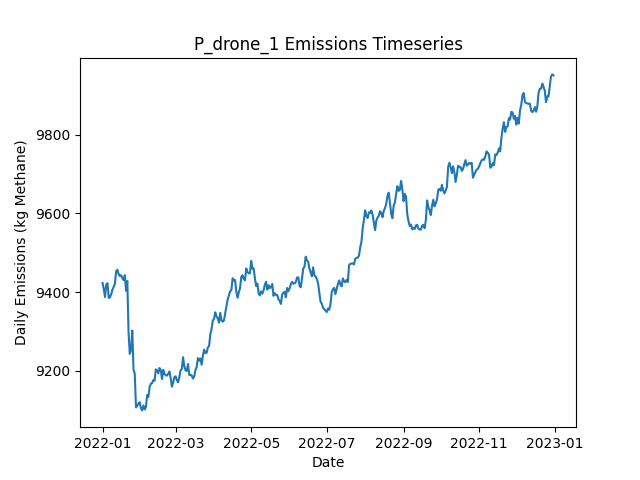 P_drone_1 Emissions Timeseries
Daily Emissions (kg Methane)
9800
9600
9400
9200
2022-01 2022-03 2022-05 2022-07 2022-09 2022-11 2023-01
Date